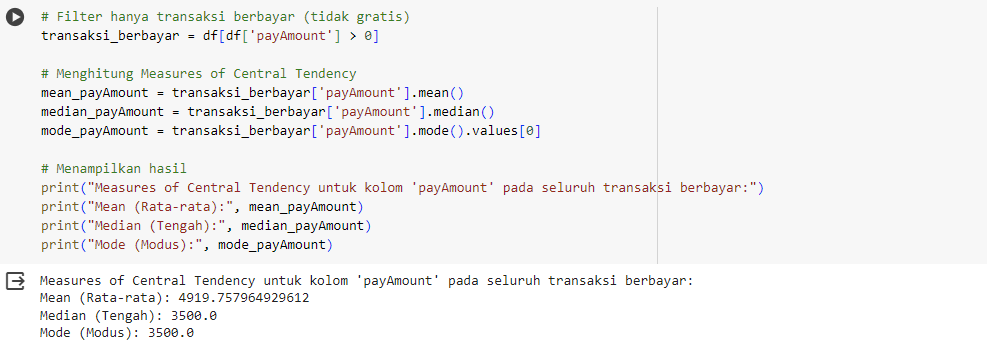 # Filter hanya transaksi berbayar (tidak gratis)
transaksi_berbayar = df[df['payAmount'] > 0]
# Menghitung Measures of Central Tendency
mean_payAmount = transaksi_berbayar['payAmount'].mean()
median_payAmount = transaksi_berbayar['payAmount'].median()
mode_payAmount = transaksi_berbayar['payAmount'].mode().values[0]
# Menampilkan hasil
print("Measures of Central Tendency untuk kolom 'payAmount' pada seluruh transaksi berbayar:")
print("Mean (Rata-rata):", mean_payAmount)
print("Median (Tengah):", median_payAmount)
print("Mode (Modus):", mode_payAmount)
Measures of Central Tendency untuk kolom 'payAmount' pada seluruh transaksi berbayar:
Mean (Rata-rata): 4919.757964929612
Median (Tengah): 3500.0
Mode (Modus): 3500.0